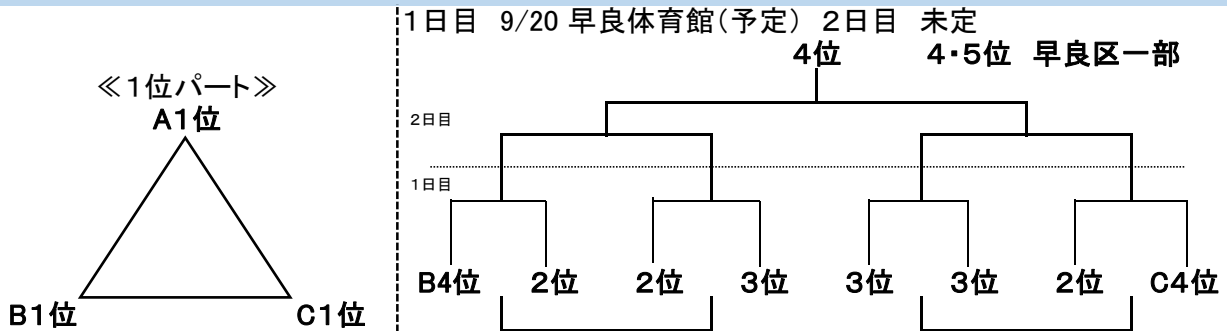 1日目 9/20 早良体育館(予定) 2日目 未定
4位 4・5位 早良区一部
≪1位パート≫
A1位
2日目
1日目
B4位 2位 2位 3位 3位 3位 2位 C4位
B1位 C1位